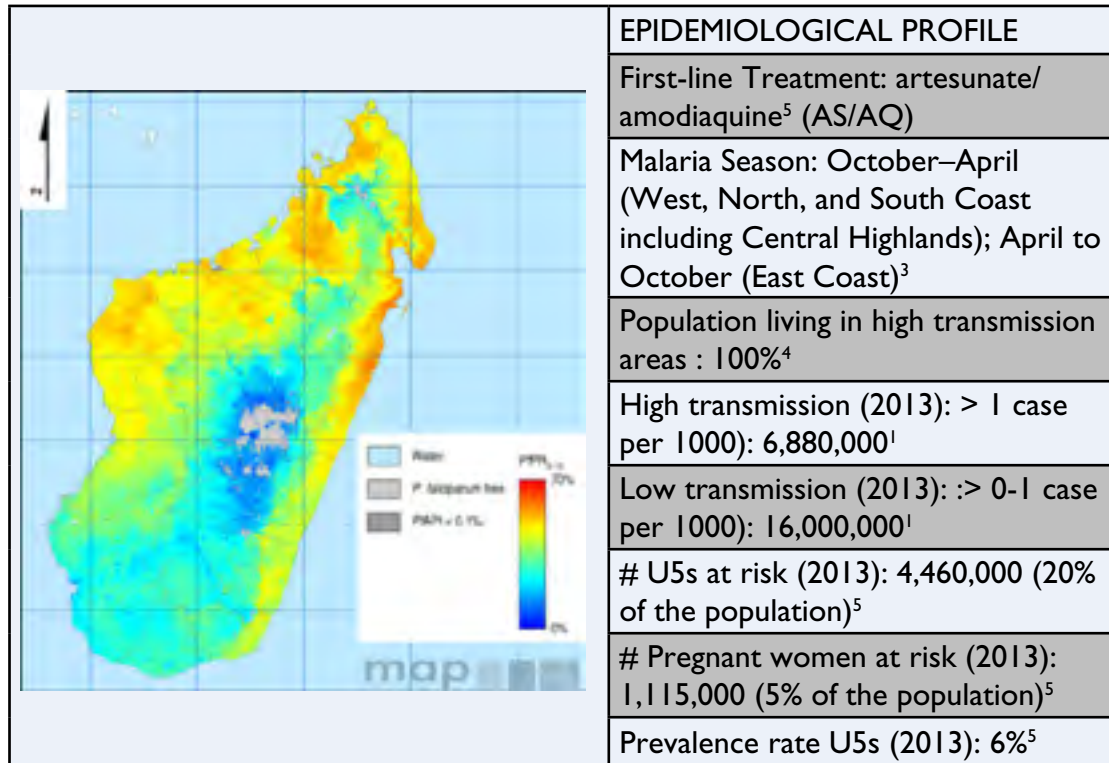 EPIDEMIOLOGICAL PROFILE
First-line Treatment: artesunate/
amodiaquine⁵ (AS/AQ)
Malaria Season: October–April
(West, North, and South Coast
including Central Highlands); April to
October (East Coast)³
Population living in high transmission
areas : 100%⁴
High transmission (2013): > 1 case
per 1000): 6,880,000¹
Low transmission (2013): :> 0-1 case
per 1000): 16,000,000¹
# U5s at risk (2013): 4,460,000 (20%
of the population)⁵
# Pregnant women at risk (2013):
1,115,000 (5% of the population)⁵
Prevalence rate U5s (2013): 6%⁵
Water
P. falciparum free
70%
0%
map